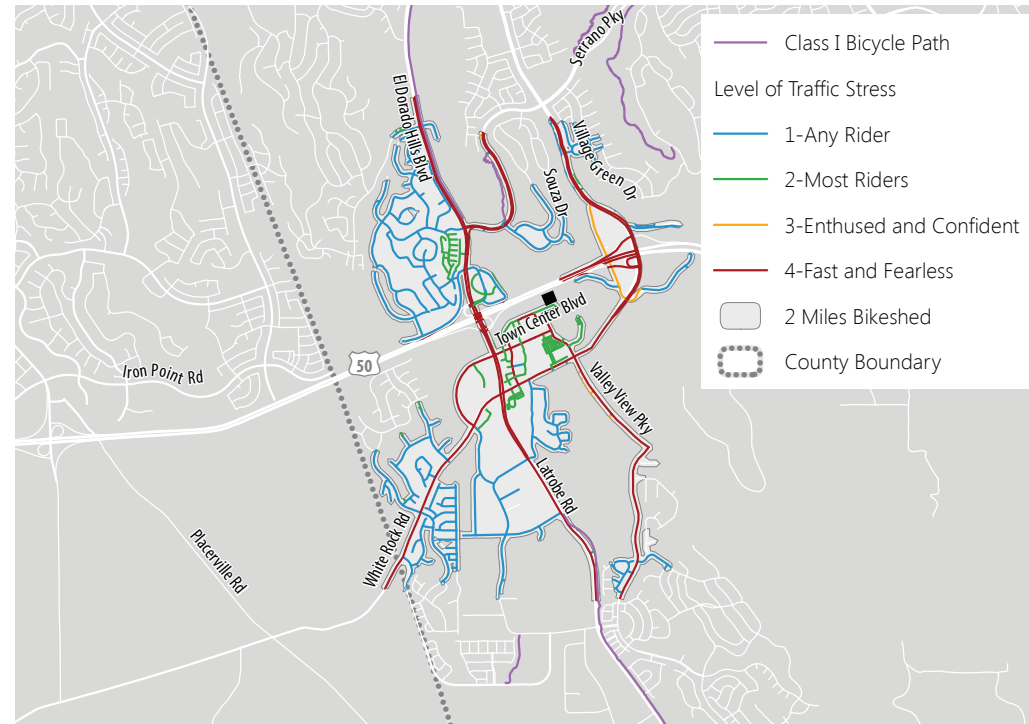 Class I Bicycle Path
Level of Traffic Stress
1-Any Rider
2-Most Riders
3-Enthused and Confident
4-Fast and Fearless
2 Miles Bikeshed
County Boundary
Serrano Pky
El Dorado Hills Blvd
Village Green Dr
Souza Dr
Town Center Blvd
50
Iron Point Rd
Valley View Pky
Latrobe Rd
White Rock Rd
Placerville Rd